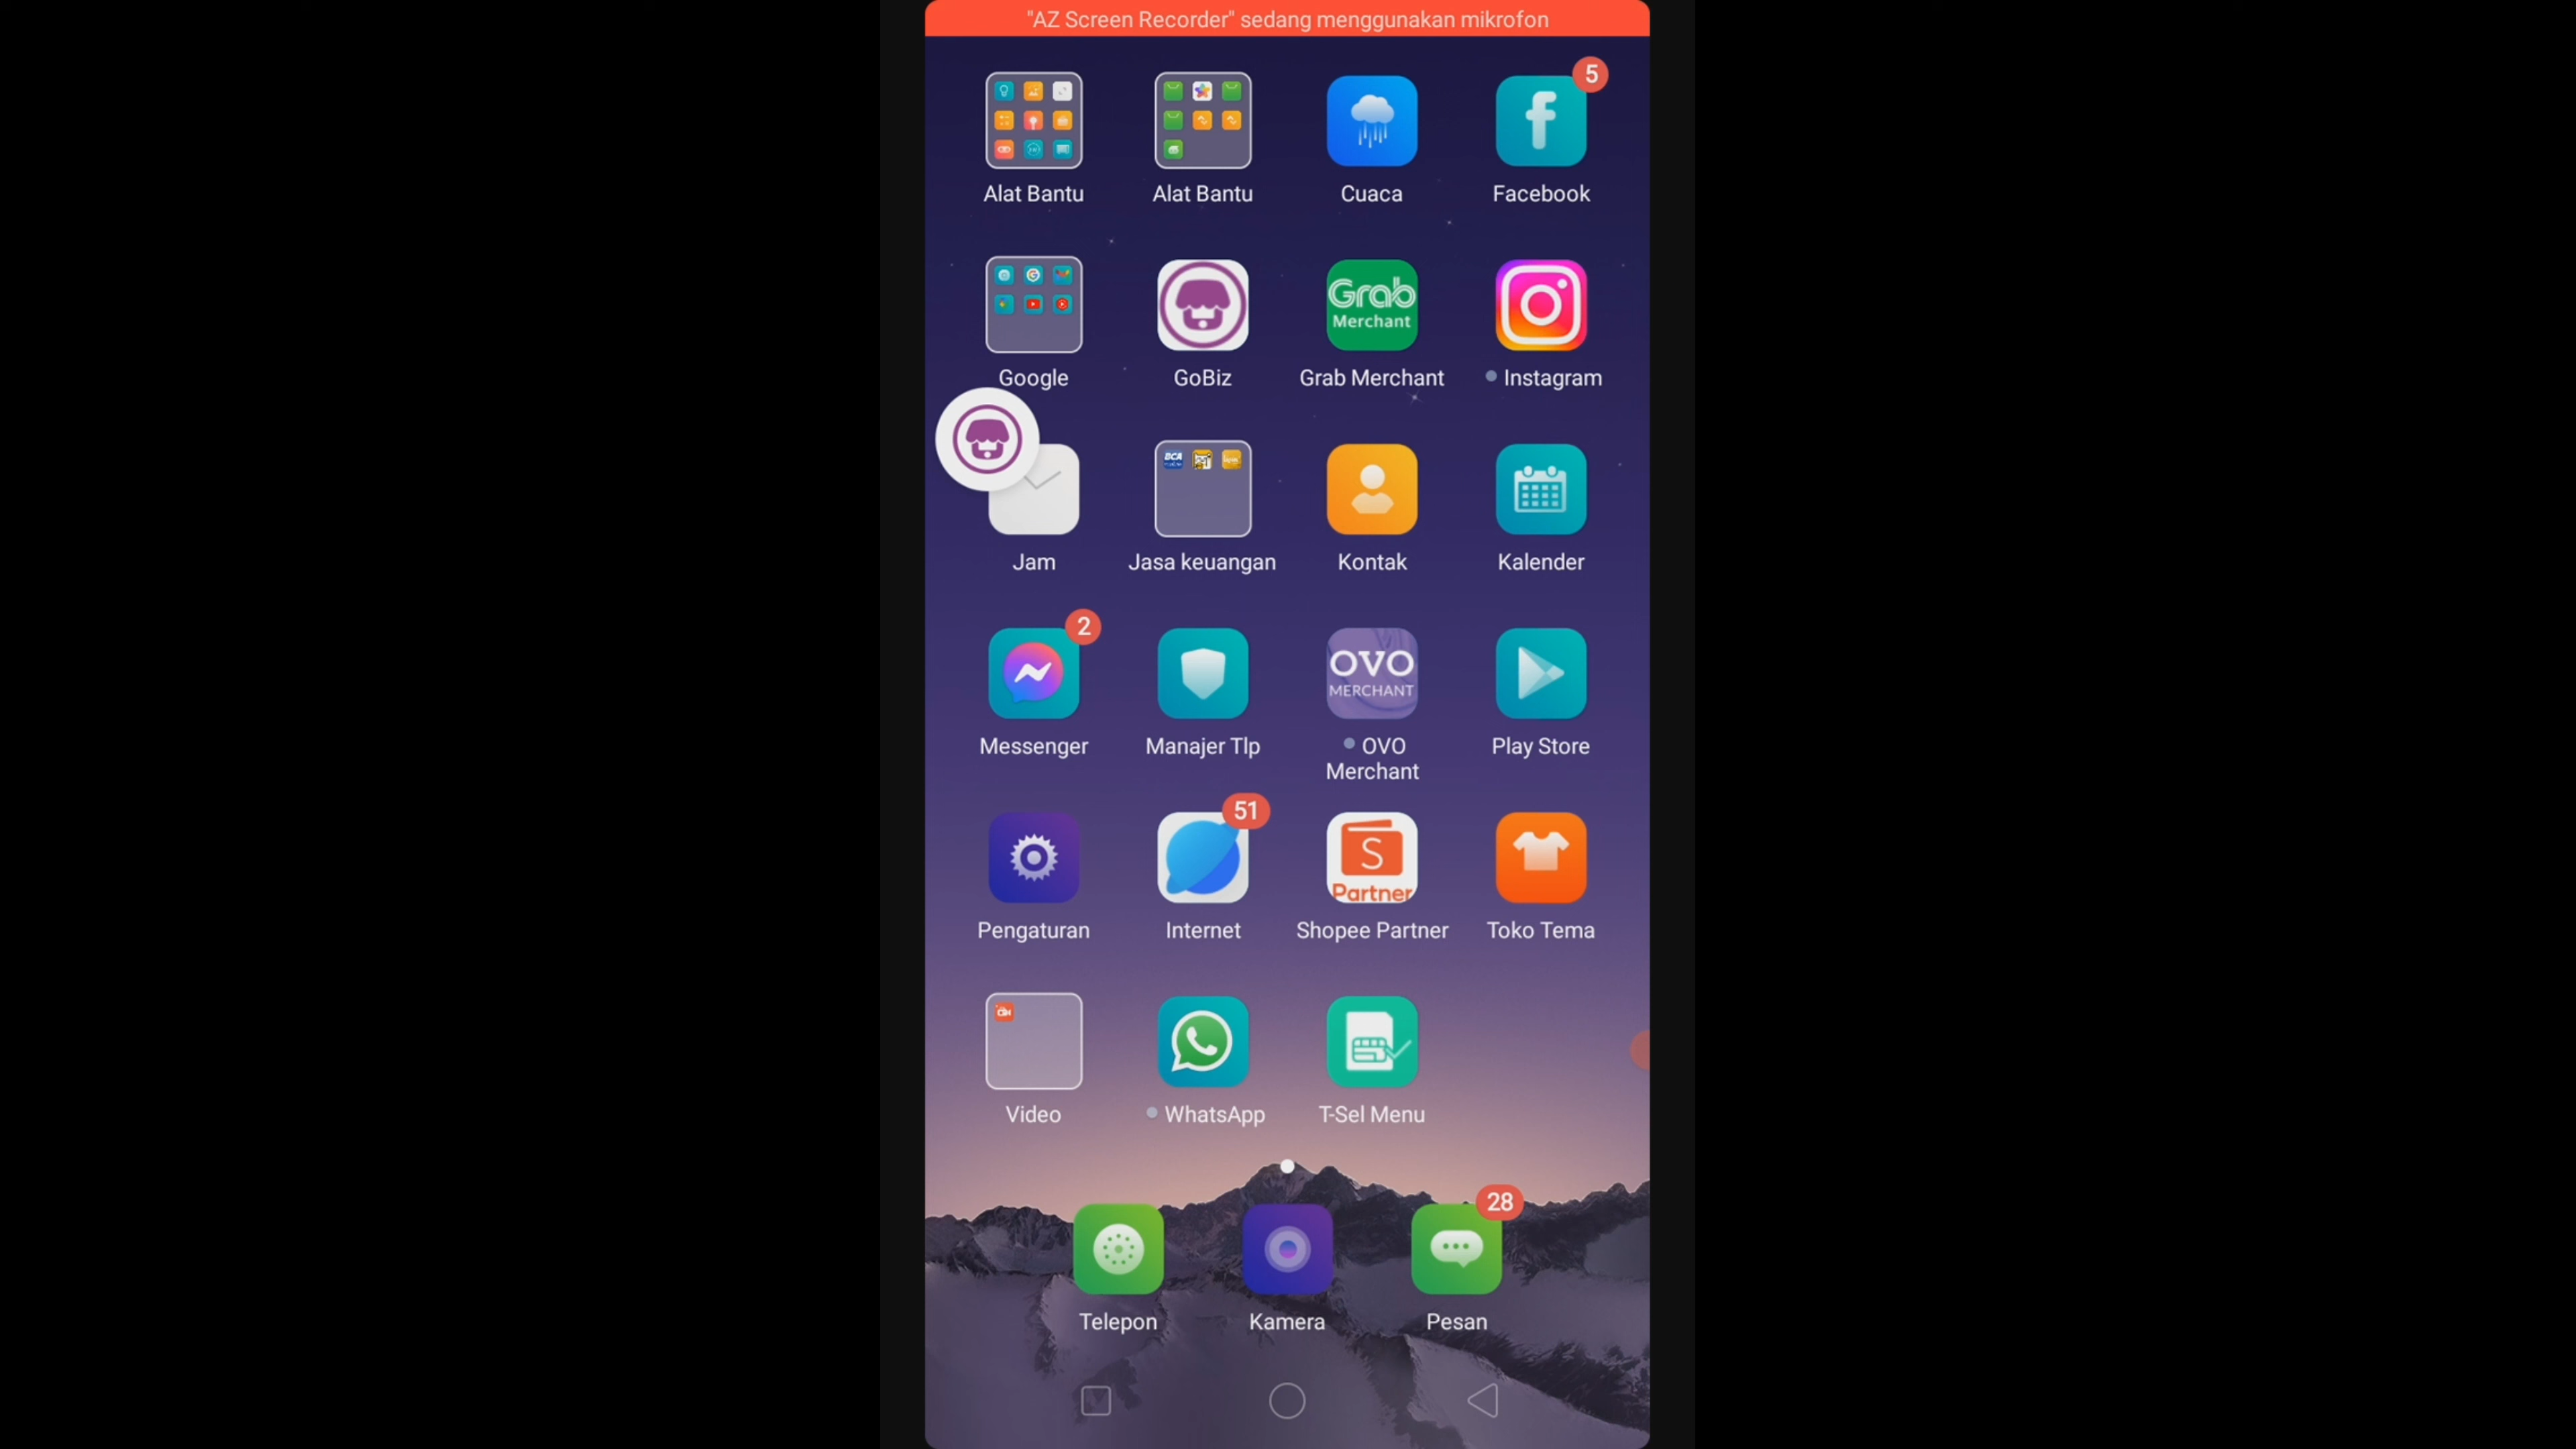 "AZ Screen Recorder" sedang menggunakan mikrofon
5
Alat Bantu
Alat Bantu
Cuaca
Facebook
Grab
Merchant
Google
GoBiz
Grab Merchant
Instagram
BCA
Jam
Jasa keuangan
Kontak
Kalender
2
OVO
MERCHANT
Messenger
Manajer Tlp
OVO
Merchant
Play Store
51
S
Partner
Pengaturan
Internet
Shopee Partner
Toko Tema
Video
WhatsApp
T-Sel Menu
28
Telepon
Kamera
Pesan